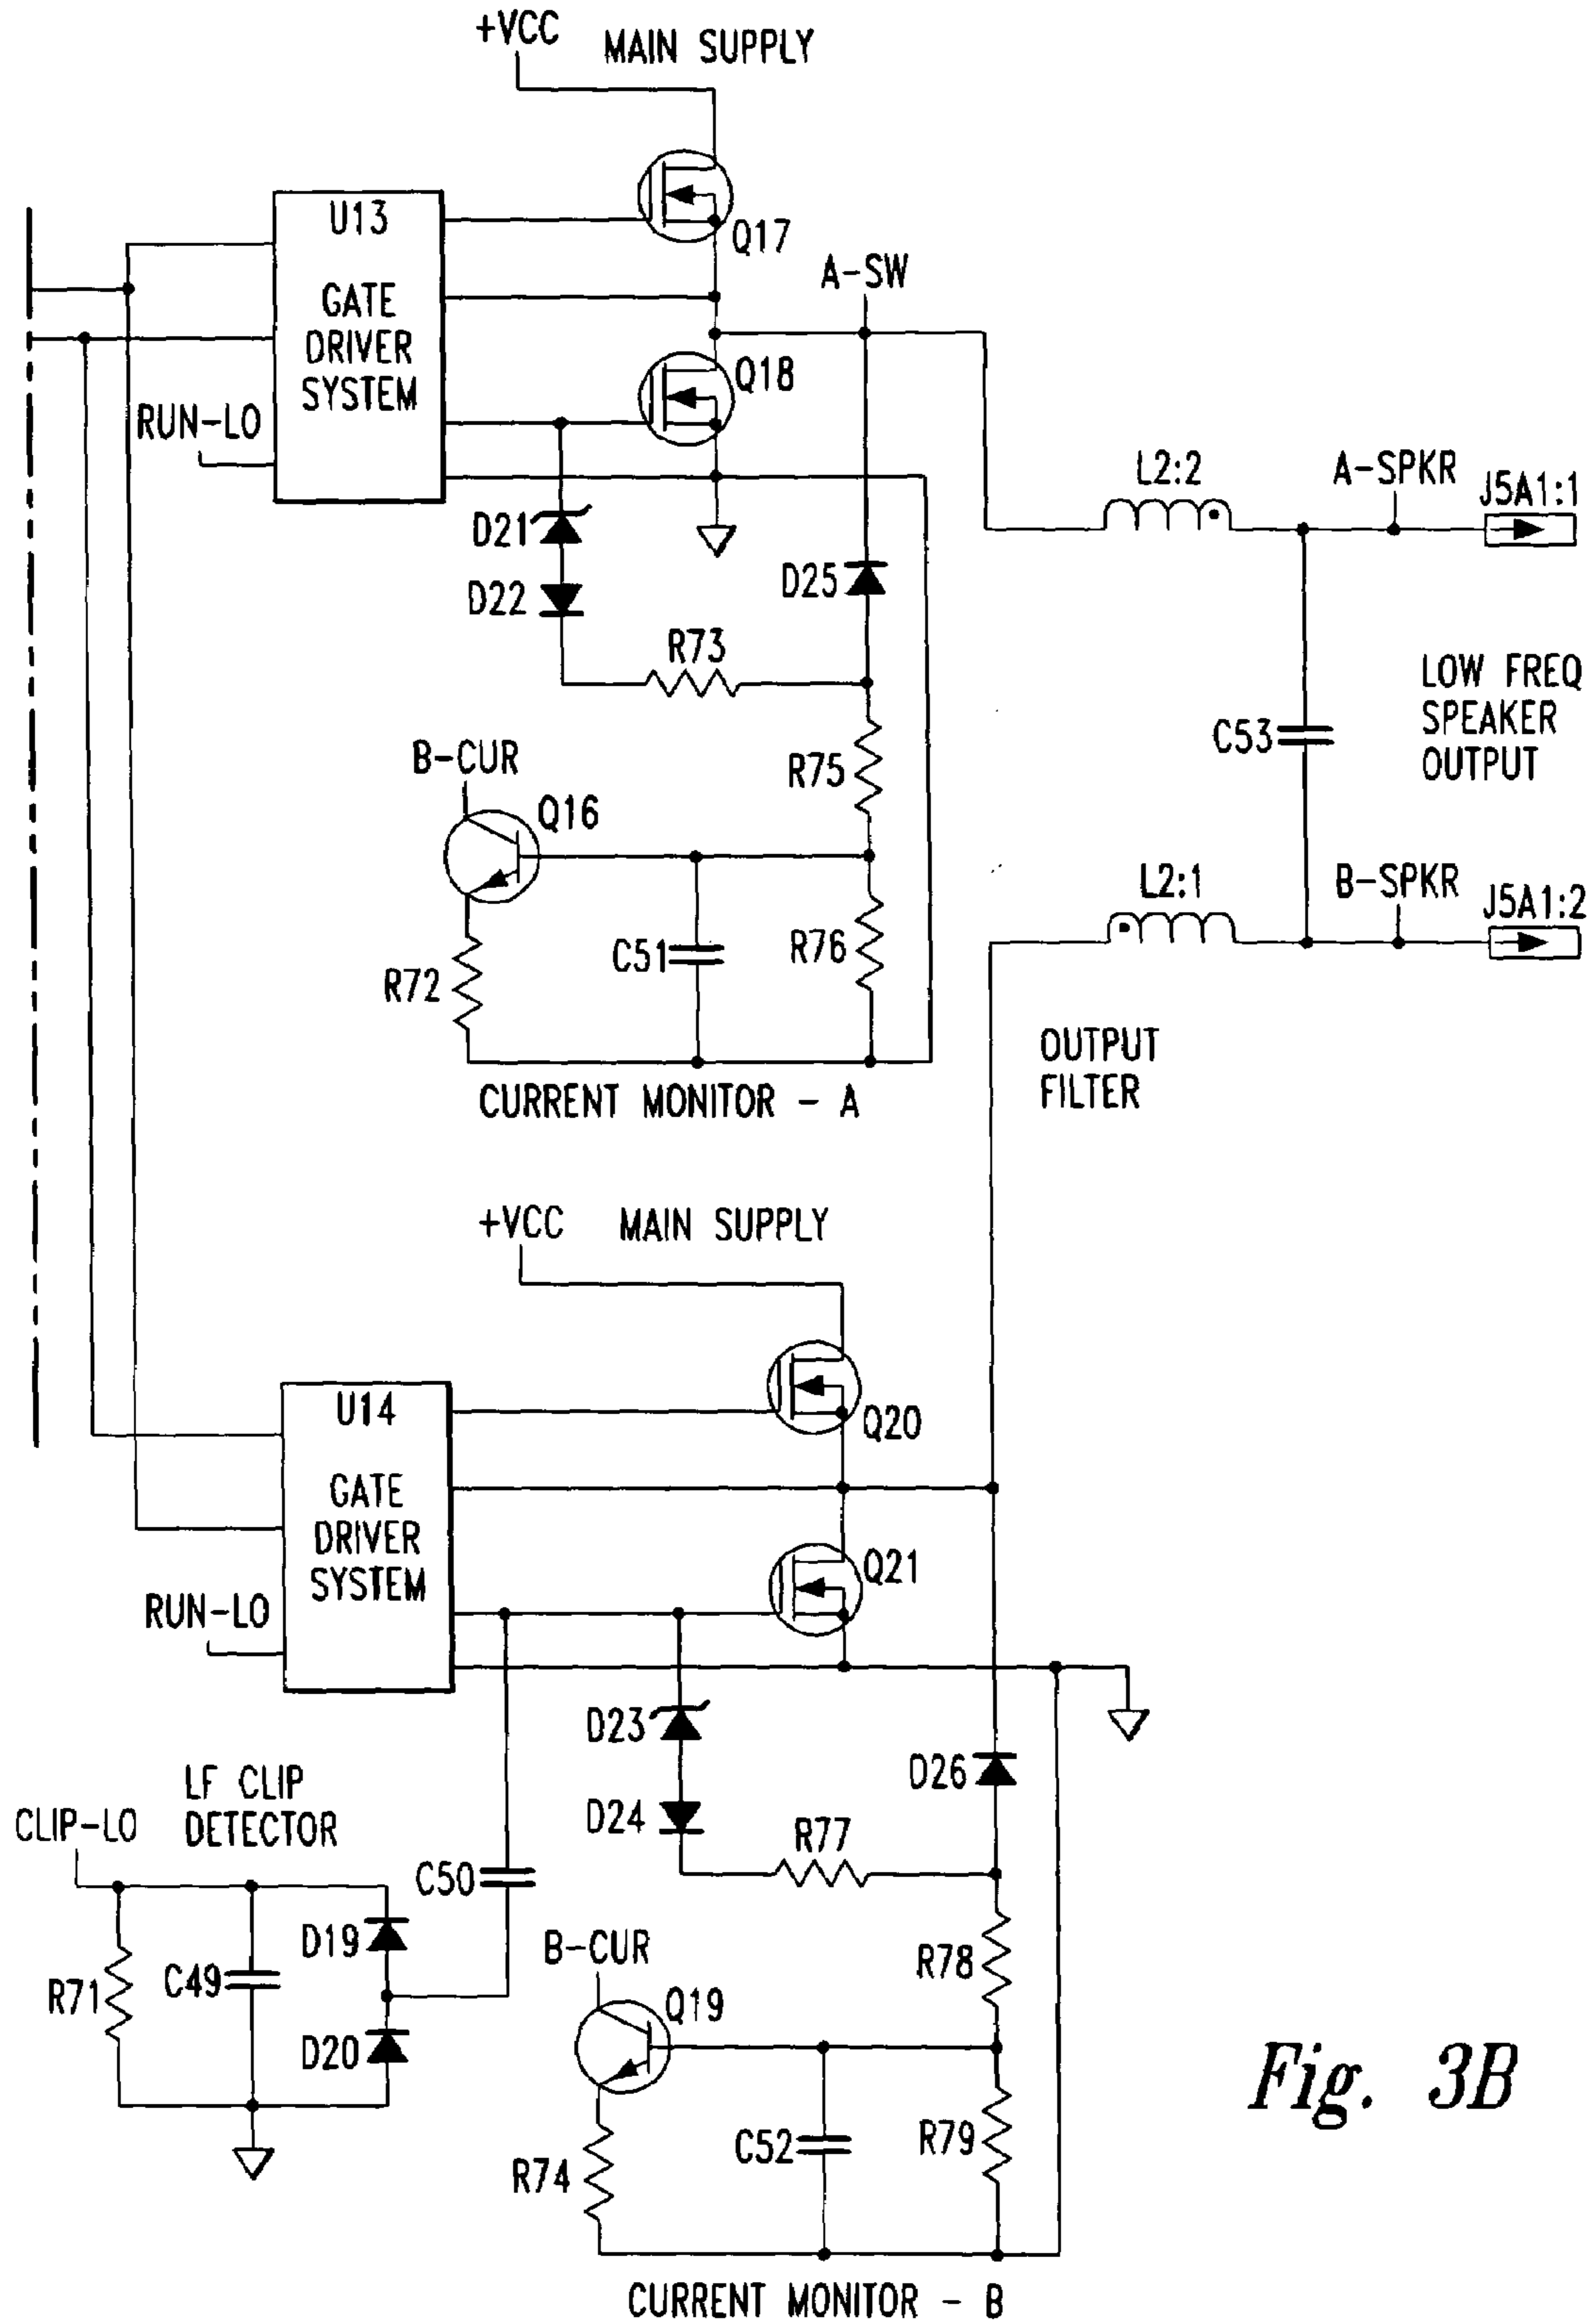 +VCC MAIN SUPPLY
U13
GATE
DRIVER
SYSTEM
RUN-LO
Q17
A-SW
Q18
D21
D22
D25
R73
L2:2
A-SPKR
J5A1:1
LOW FREQ
SPEAKER
OUTPUT
C53
B-CUR
Q16
R75
R76
C51
R72
L2:1
B-SPKR
J5A1:2
OUTPUT
FILTER
CURRENT MONITOR - A
+VCC MAIN SUPPLY
U14
GATE
DRIVER
SYSTEM
RUN-LO
Q20
Q21
D23
D24
D26
R77
LF CLIP
DETECTOR
CLIP-LO
C50
D19
D20
C49
R71
B-CUR
Q19
R78
R79
C52
R74
CURRENT MONITOR - B
Fig. 3B